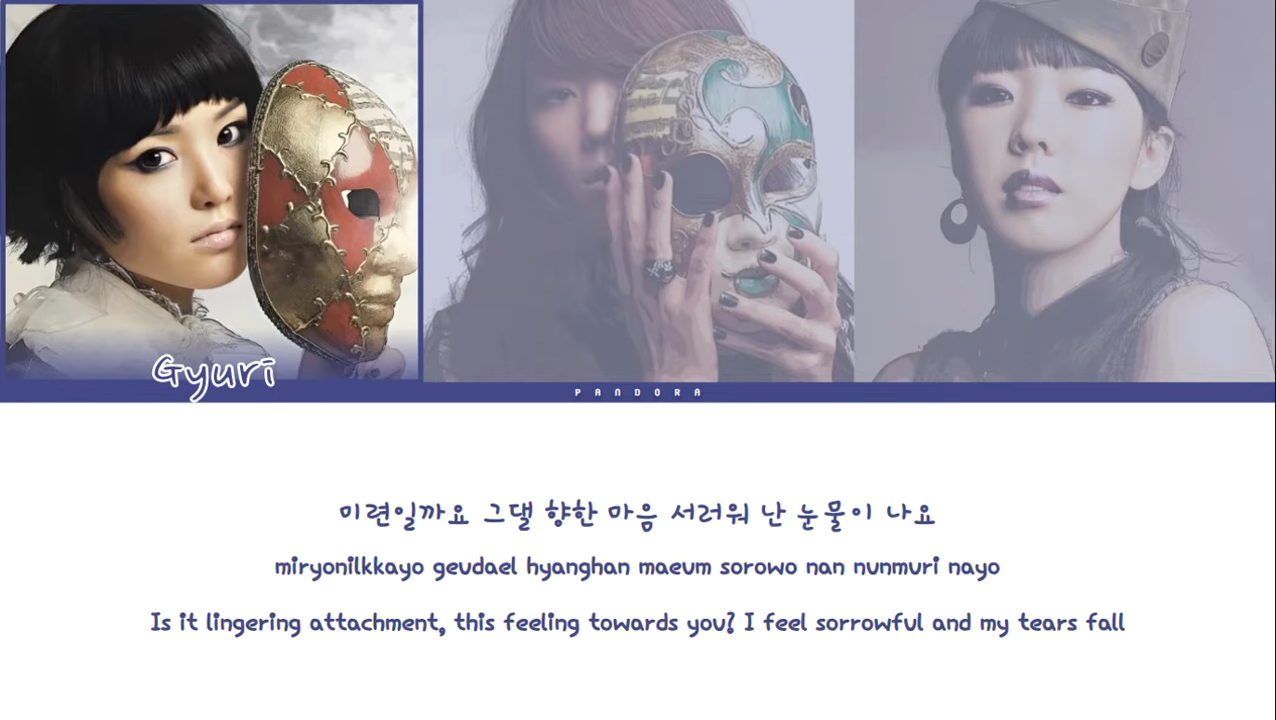 Gyuri
PANDORA
미련일까요 그댈 향한 마음 서러워 난 눈물이 나요
miryonilkkayo geudael hyanghan maeum sorowo nan nunmuri nayo
Is it lingering attachment, this feeling towards you? I feel sorrowful and my tears fall